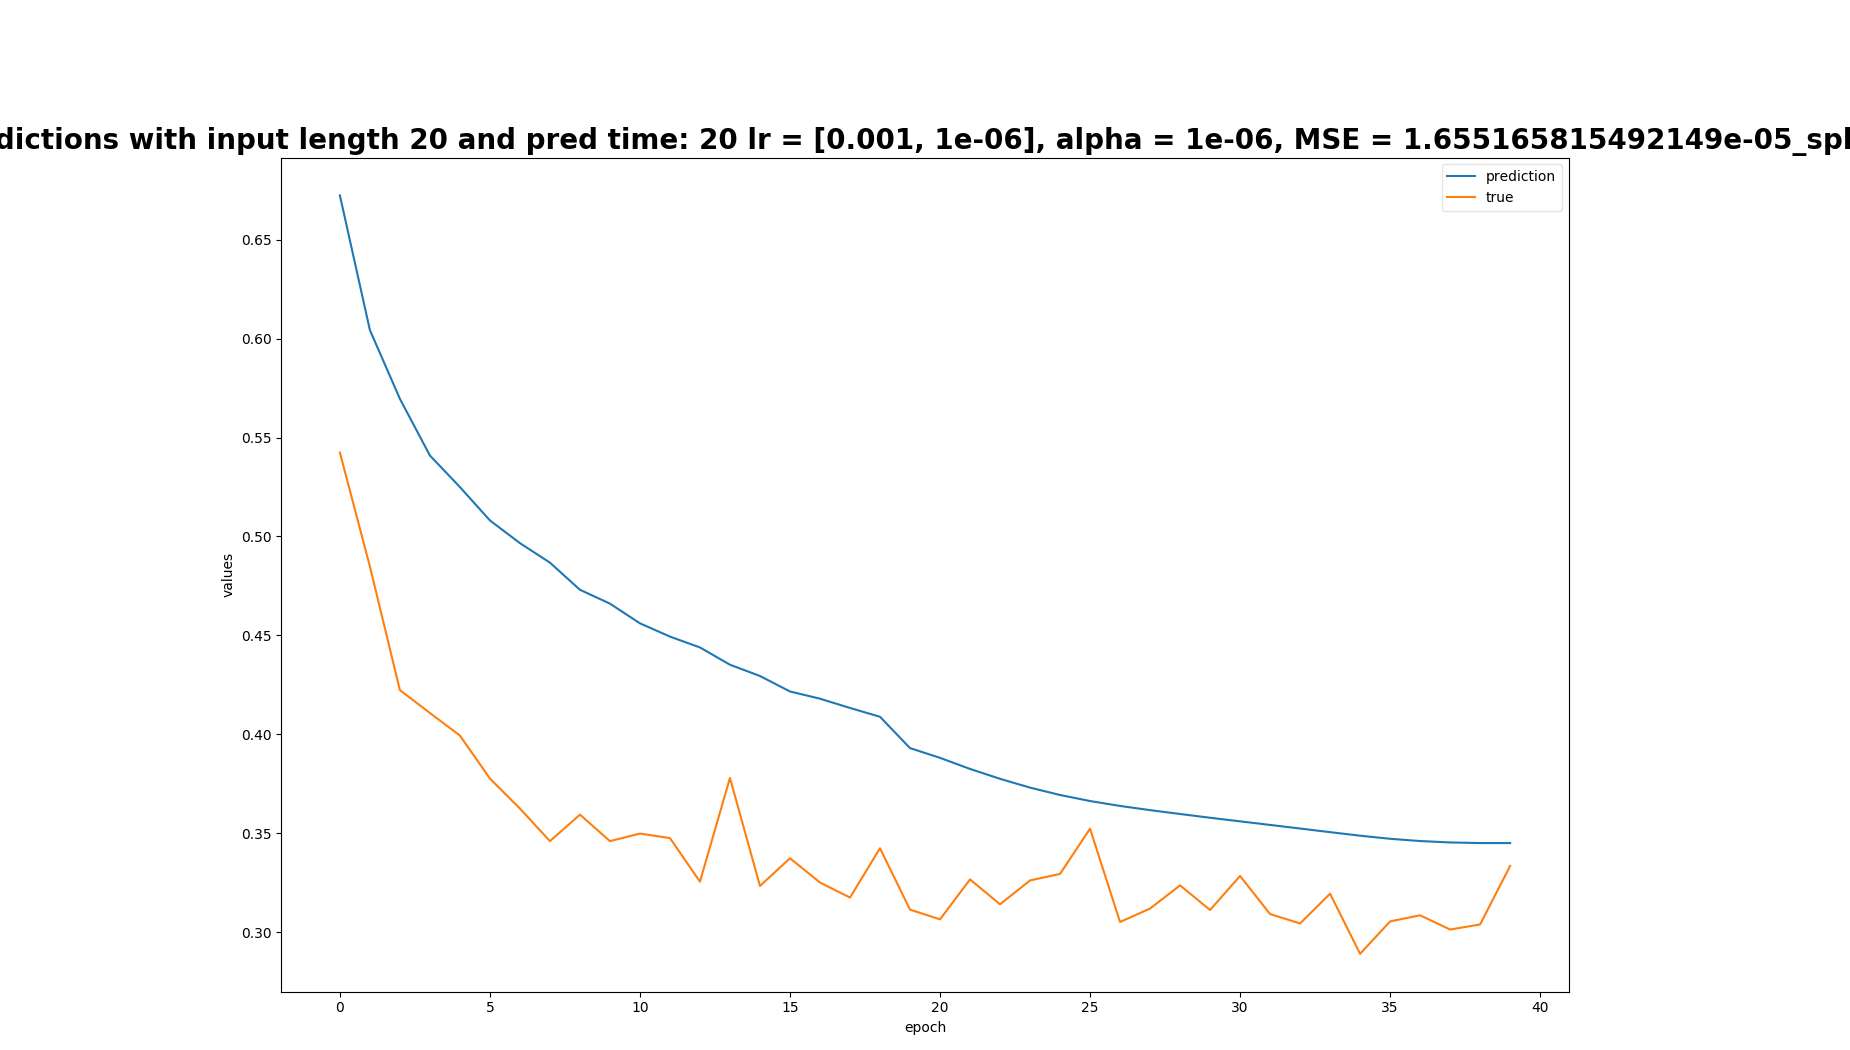 dictions with input length 20 and pred time: 20 lr = [0.001, 1e-06], alpha = 1e-06, MSE = 1.655165815492149e-05_spl
prediction
true
0.65
0.60
0.55
0.50
0.45
0.40
0.35
0.30
values
0 5 10 15 20 25 30 35 40
epoch